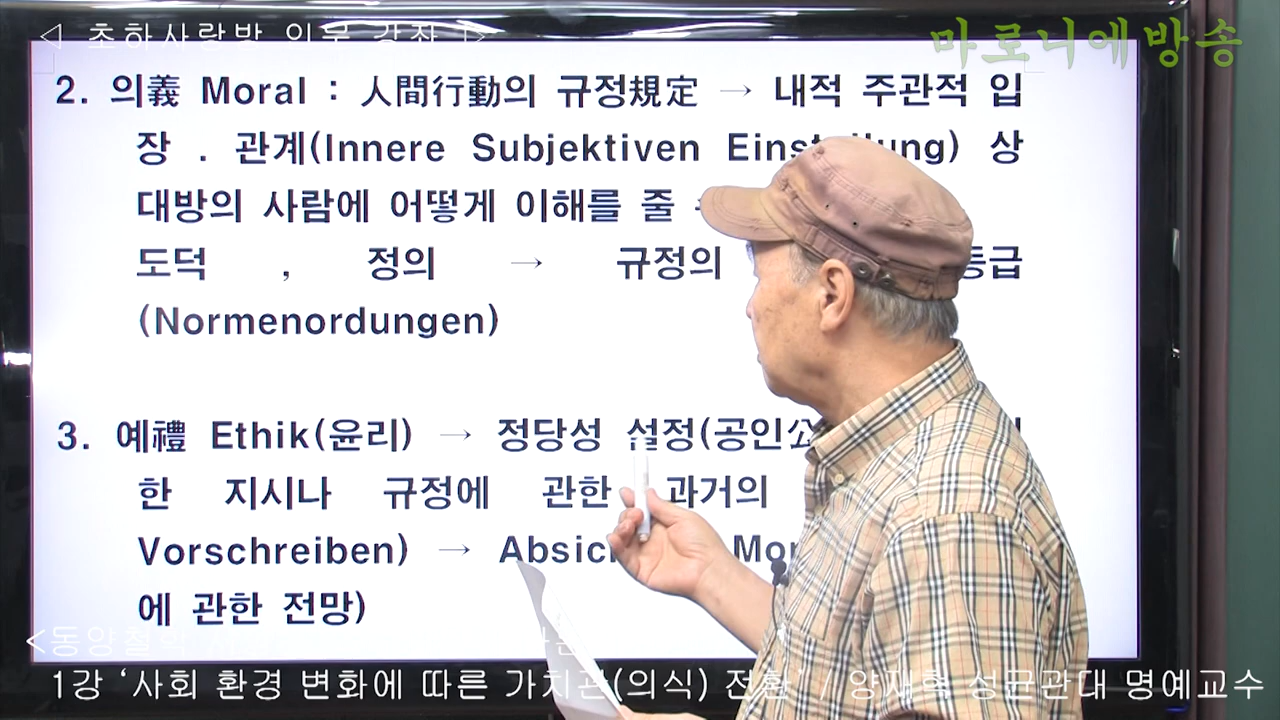 ◁ 초하사랑방 인문 강좌 ▷
마로니에방송
2. 의義 Moral : 人間行動의 규정規定 → 내적 주관적 입
장 . 관계(Innere Subjektiven 상
대방의 사람에 어떻게 이해를 줄
도덕 , 정의 → 규정의 등급
(Normenordungen)
3. 예禮 Ethik(윤리) → 정당성 설정(공인公
한 지시나 규정에 관한 과거의
Vorschreiben) →
에 관한 전망)
<동양철학
1강 ‘사회 환경 변화에 따른 가치관(의식) 전환’ / 양재혁 성균관대 명예교수